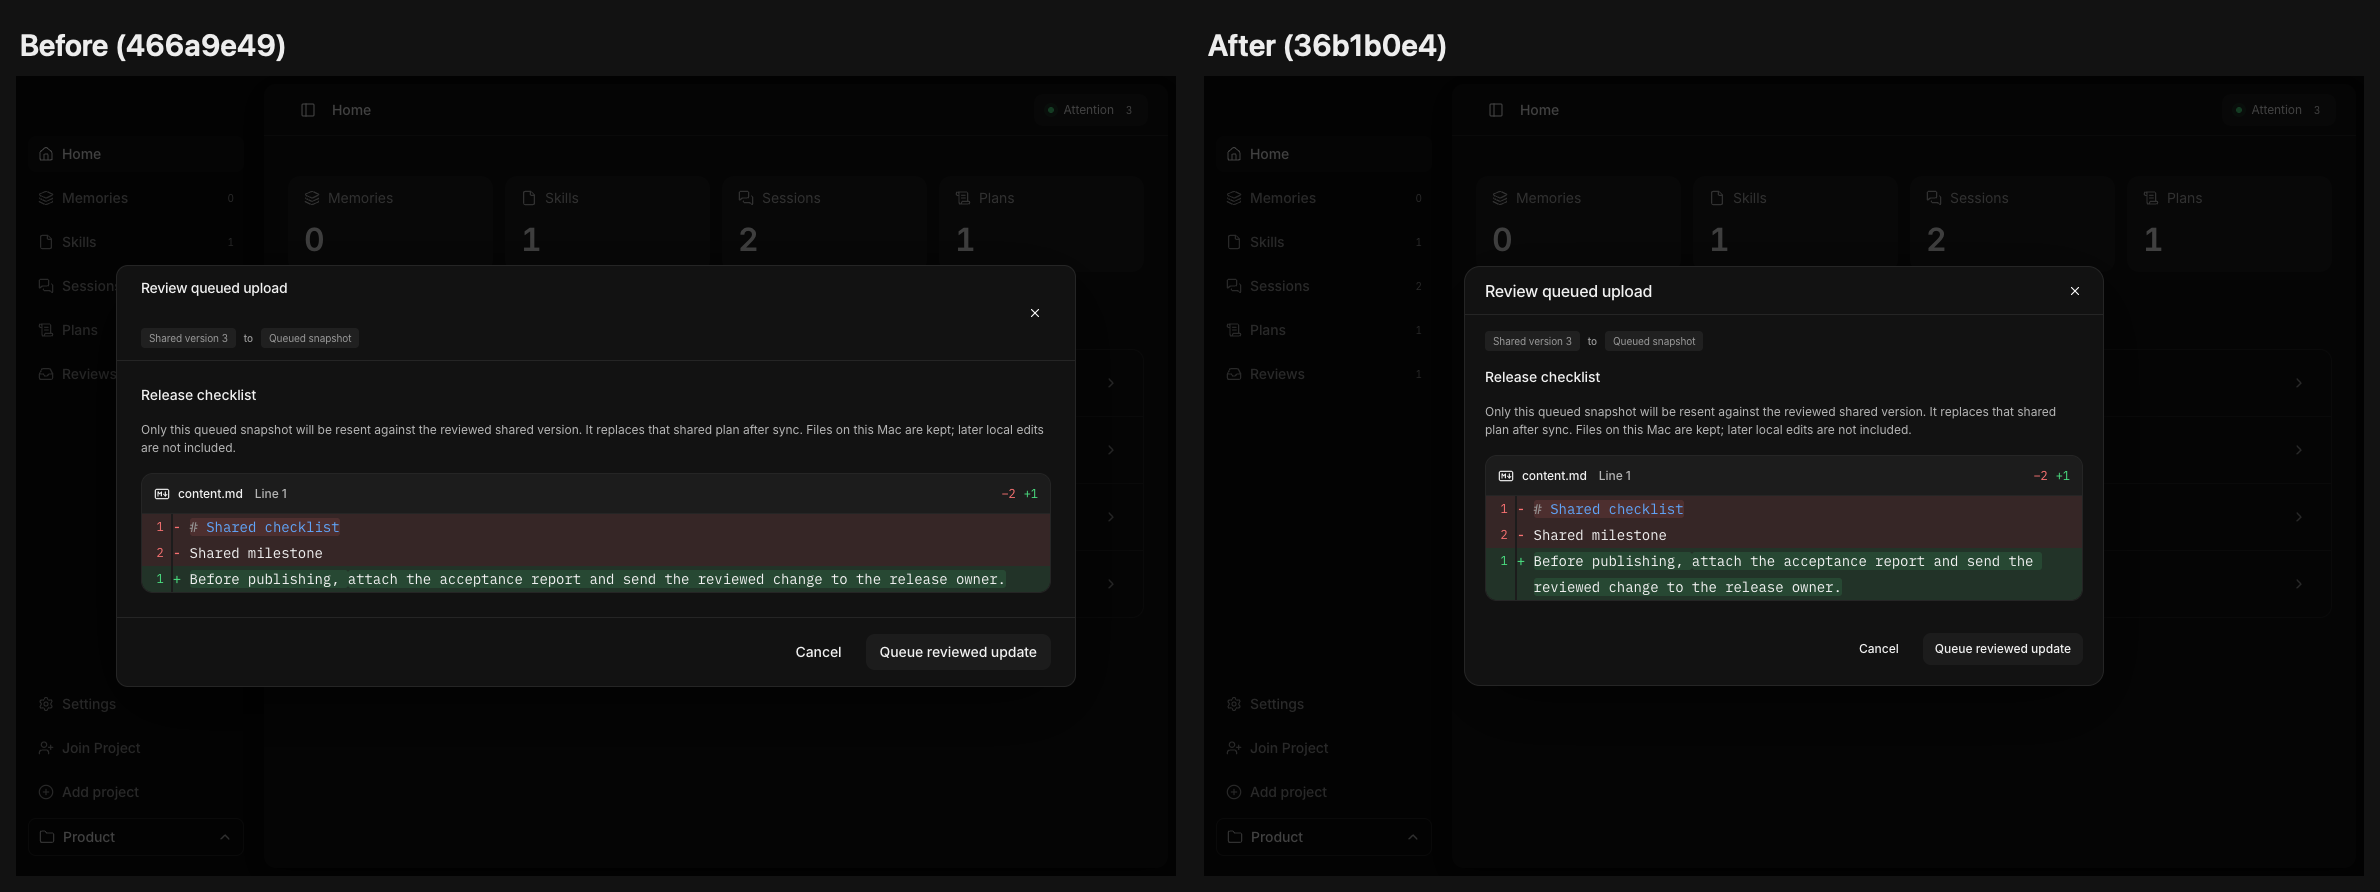 Before (466a9e49)
Home
Attention 3
Home
Memories 0
Skills 1
Sessions
Plans
Reviews
Memories
0
Skills
1
Sessions
2
Plans
1
Review queued upload
Shared version 3 to Queued snapshot
Release checklist
Only this queued snapshot will be resent against the reviewed shared version. It replaces that shared plan after sync. Files on this Mac are kept; later local edits
are not included.
content.md Line 1 −2 +1
1 - # Shared checklist
2 - Shared milestone
1 + Before publishing, attach the acceptance report and send the reviewed change to the release owner.
Cancel Queue reviewed update
Settings
Join Project
Add project
Product
After (36b1b0e4)
Home
Attention 3
Home
Memories 0
Skills 1
Sessions 2
Plans 1
Reviews 1
Memories
0
Skills
1
Sessions
2
Plans
1
Review queued upload
Shared version 3 to Queued snapshot
Release checklist
Only this queued snapshot will be resent against the reviewed shared version. It replaces that shared
plan after sync. Files on this Mac are kept; later local edits are not included.
content.md Line 1 −2 +1
1 - # Shared checklist
2 - Shared milestone
1 + Before publishing, attach the acceptance report and send the
reviewed change to the release owner.
Cancel Queue reviewed update
Settings
Join Project
Add project
Product